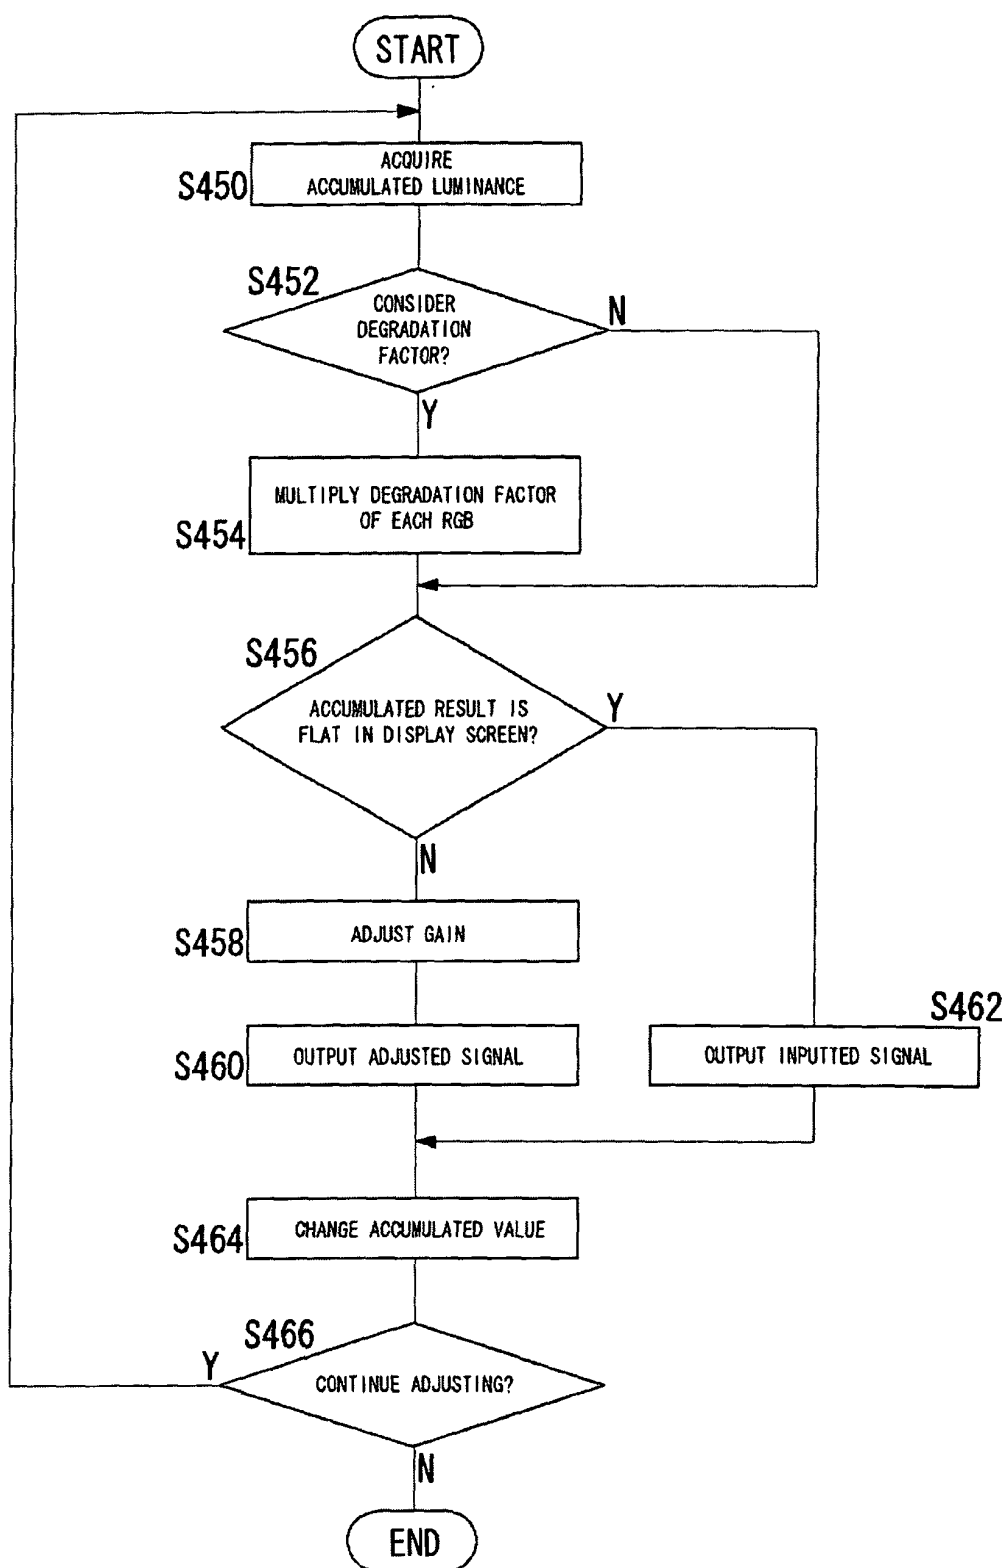 START
ACQUIRE
ACCUMULATED LUMINANCE
S450
S452
CONSIDER
DEGRADATION
FACTOR?
N
Y
MULTIPLY DEGRADATION FACTOR
OF EACH RGB
S454
S456
ACCUMULATED RESULT IS
FLAT IN DISPLAY SCREEN?
Y
N
S458
ADJUST GAIN
S462
S460
OUTPUT ADJUSTED SIGNAL
OUTPUT INPUTTED SIGNAL
S464
CHANGE ACCUMULATED VALUE
S466
Y
CONTINUE ADJUSTING?
N
END